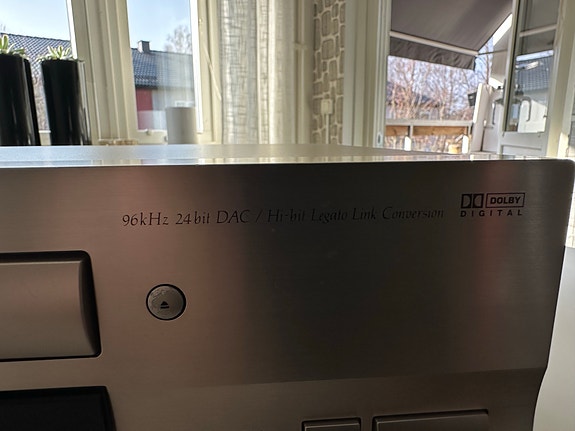 96kHz 24bit DAC / Hi-bit Legato Link Conversion
DOLBY
DIGITAL